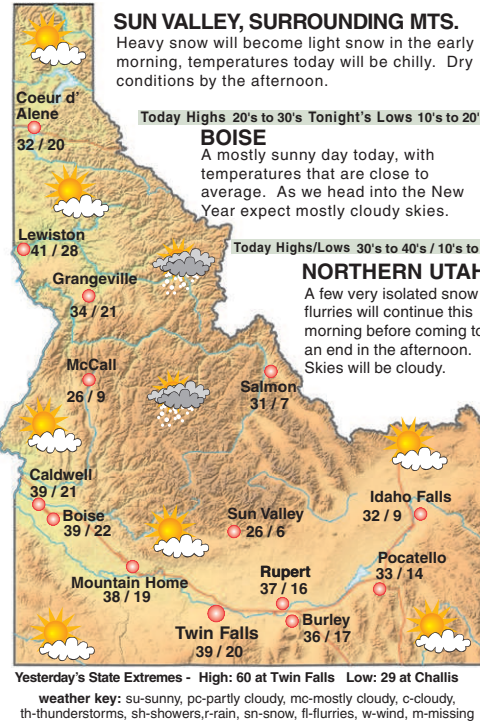 SUN VALLEY, SURROUNDING MTS.
Heavy snow will become light snow in the early
morning, temperatures today will be chilly. Dry
conditions by the afternoon.
Today Highs 20's to 30's Tonight's Lows 10's to 20'
BOISE
A mostly sunny day today, with
temperatures that are close to
average. As we head into the New
Year expect mostly cloudy skies.
Today Highs/Lows 30's to 40's / 10's to
NORTHERN UTAH
A few very isolated snow
flurries will continue this
morning before coming to
an end in the afternoon.
Skies will be cloudy.
Coeur d'
Alene
32 / 20
Lewiston
41 / 28
Grangeville
34 / 21
McCall
26 / 9
Salmon
31 / 7
Caldwell
39 / 21
Boise
39 / 22
Sun Valley
26 / 6
Idaho Falls
32 / 9
Mountain Home
38 / 19
Rupert
37 / 16
Pocatello
33 / 14
Twin Falls
39 / 20
Burley
36 / 17
Yesterday's State Extremes - High: 60 at Twin Falls Low: 29 at Challis
weather key: su-sunny, pc-partly cloudy, mc-mostly cloudy, c-cloudy,
th-thunderstorms, sh-showers,r-rain, sn-snow, fl-flurries, w-wind, m-missing